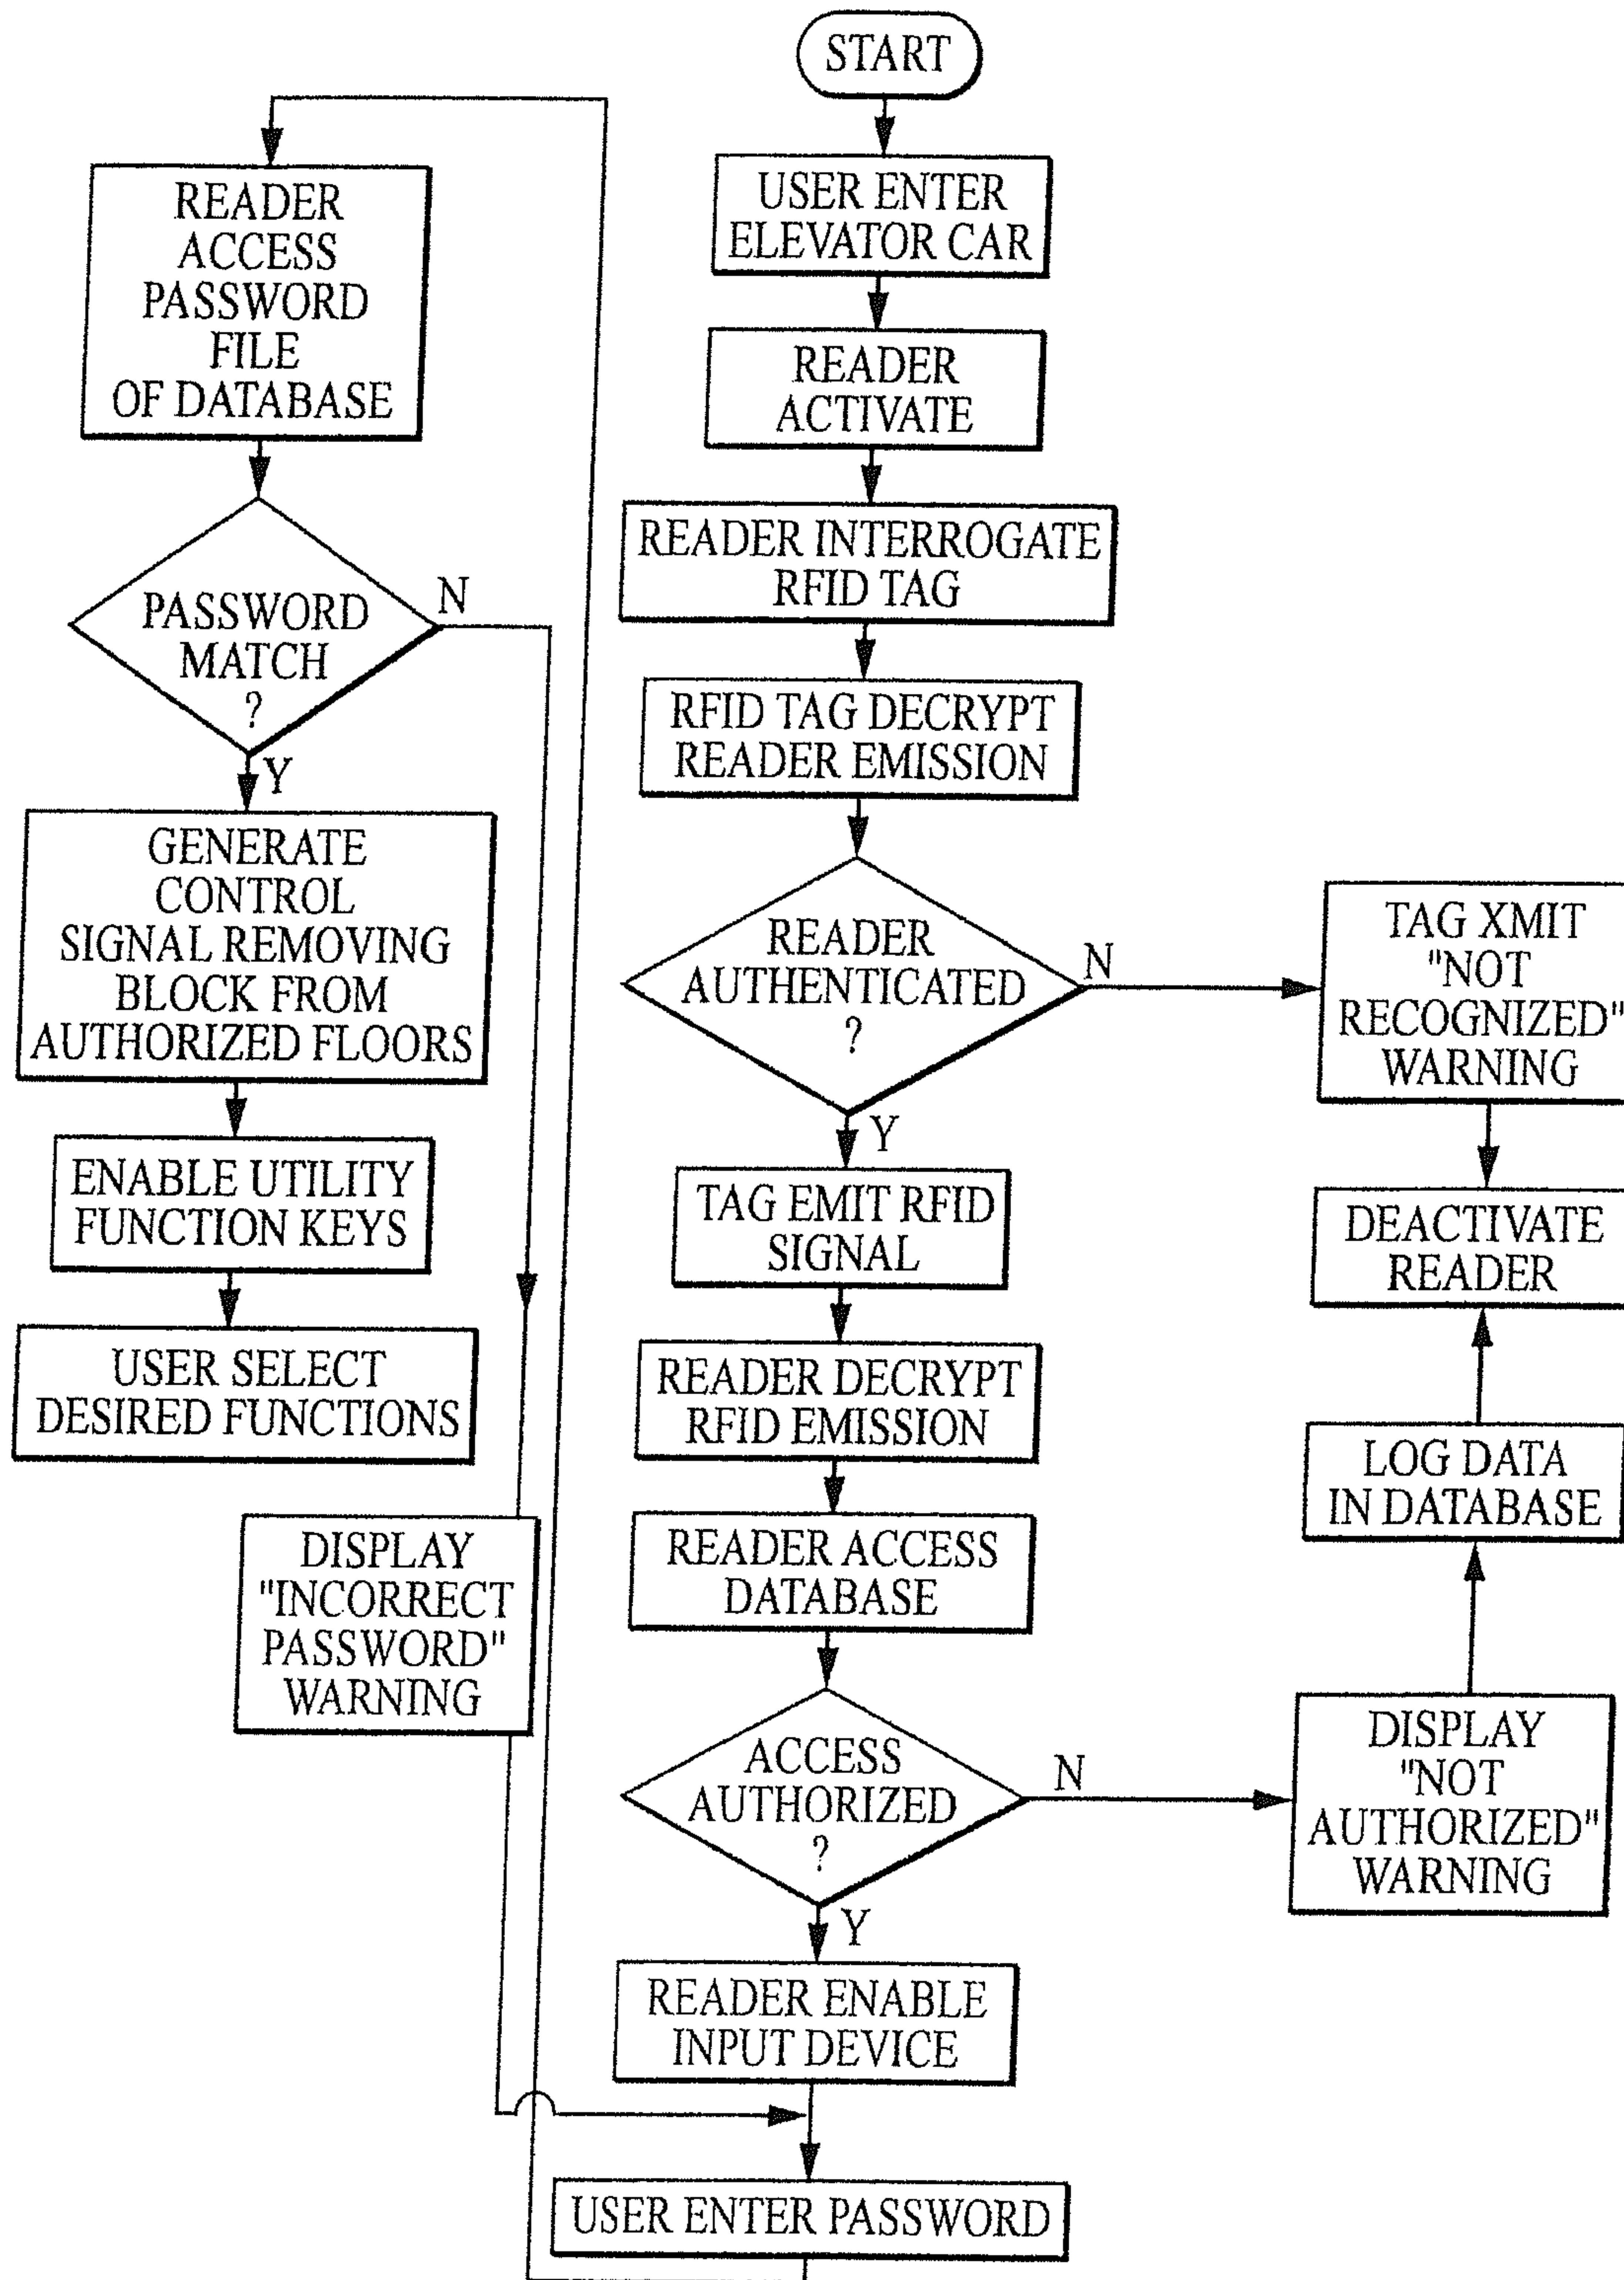 START
USER ENTER
ELEVATOR CAR
READER
ACTIVATE
READER INTERROGATE
RFID TAG
RFID TAG DECRYPT
READER EMISSION
READER
AUTHENTICATED
?
N
TAG XMIT
"NOT
RECOGNIZED"
WARNING
DEACTIVATE
READER
Y
TAG EMIT RFID
SIGNAL
READER DECRYPT
RFID EMISSION
READER ACCESS
DATABASE
ACCESS
AUTHORIZED
?
N
DISPLAY
"NOT
AUTHORIZED"
WARNING
LOG DATA
IN DATABASE
Y
READER ENABLE
INPUT DEVICE
USER ENTER PASSWORD
READER
ACCESS
PASSWORD
FILE
OF DATABASE
PASSWORD
MATCH
?
N
DISPLAY
"INCORRECT
PASSWORD"
WARNING
Y
GENERATE
CONTROL
SIGNAL REMOVING
BLOCK FROM
AUTHORIZED FLOORS
ENABLE UTILITY
FUNCTION KEYS
USER SELECT
DESIRED FUNCTIONS